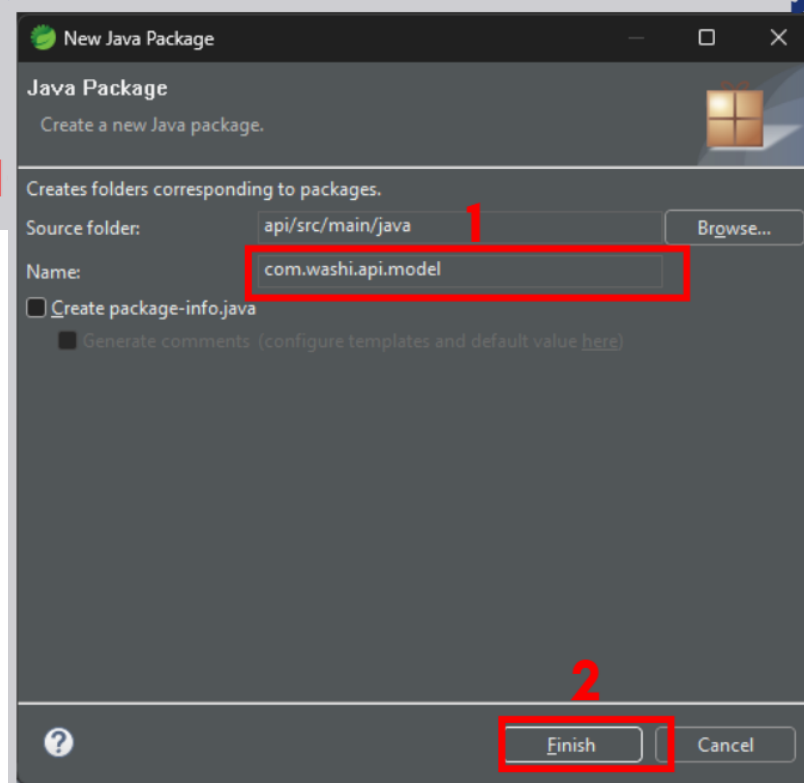 New Java Package
Java Package
Create a new Java package.
Creates folders corresponding to packages.
1
Source folder: api/src/main/java Browse...
Name: com.washi.api.model
Create package-info.java
Generate comments (configure templates and default value here)
2
? Finish Cancel